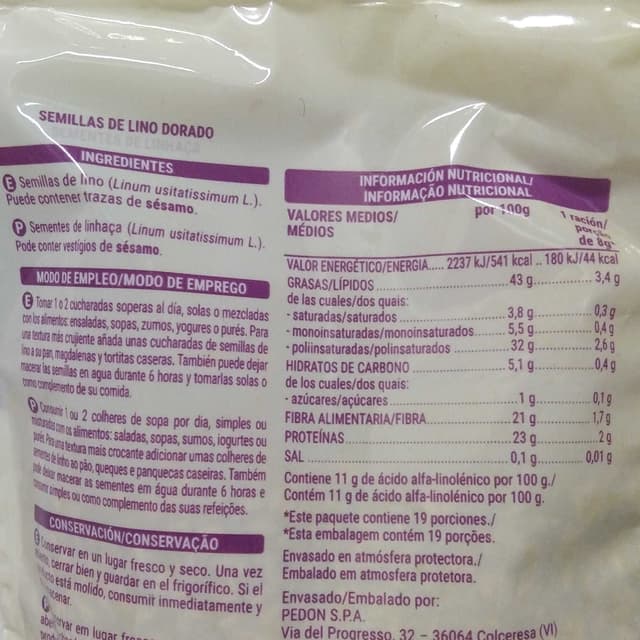 SEMILLAS DE LINO DORADO
SEMENTES DE LINHAÇA
INGREDIENTES
E Semillas de lino (Linum usitatissimum L.).
Puede contener trazas de sésamo.
P Sementes de linhaça (Linum usitatissimum L.).
Pode conter vestígios de sésamo.
MODO DE EMPLEO/MODO DE EMPREGO
E Tomar 1 o 2 cucharadas soperas al día, solas o mezcladas
con los alimentos: ensaladas, sopas, zumos, yogures o purés. Para
una textura más crujiente añada unas cucharadas de semillas de
lino a su pan, magdalenas y tortitas caseras. También puede dejar
macerar las semillas en agua durante 6 horas y tomarlas solas o
como complemento de su comida.
P Consumir 1 ou 2 colheres de sopa por dia, simples ou
misturadas com os alimentos: saladas, sopas, sumos, iogurtes ou
purés. Para uma textura mais crocante adicionar umas colheres de
sementes de linho ao pão, queques e panquecas caseiras. Também
pode deixar macerar as sementes em água durante 6 horas e
consumir simples ou como complemento das suas refeições.
CONSERVACIÓN/CONSERVAÇÃO
E Conservar en un lugar fresco y seco. Una vez
cerrar bien y guardar en el frigorífico. Si el
está molido, consumir inmediatamente y
P em lugar
INFORMACIÓN NUTRICIONAL/
INFORMAÇÃO NUTRICIONAL
VALORES MEDIOS/ por 100g 1 ración/
MÉDIOS porción
de 8g*
VALOR ENERGÉTICO/ENERGIA..... 2237 kJ/541 kcal .. 180 kJ/44 kcal
GRASAS/LÍPIDOS 43 g 3,4 g
de las cuales/dos quais:
- saturadas/saturados 3,8 g 0,3 g
- monoinsaturadas/monoinsaturados 5,5 g 0,4 g
- poliinsaturadas/polinsaturados 32 g 2,6 g
HIDRATOS DE CARBONO 5,1 g 0,4 g
de los cuales/dos quais:
- azúcares/açúcares 1 g 0,1 g
FIBRA ALIMENTARIA/FIBRA 21 g 1,7 g
PROTEÍNAS 23 g 2 g
SAL 0,1 g 0,01 g
Contiene 11 g de ácido alfa-linolénico por 100 g./
Contém 11 g de ácido alfa-linolénico por 100 g.
*Este paquete contiene 19 porciones./
*Esta embalagem contém 19 porções.
Envasado en atmósfera protectora./
Embalado em atmosfera protetora.
Envasado/Embalado por:
PEDON S.P.A.
Via del Progresso, 32 - 36064 Colceresa (VI)